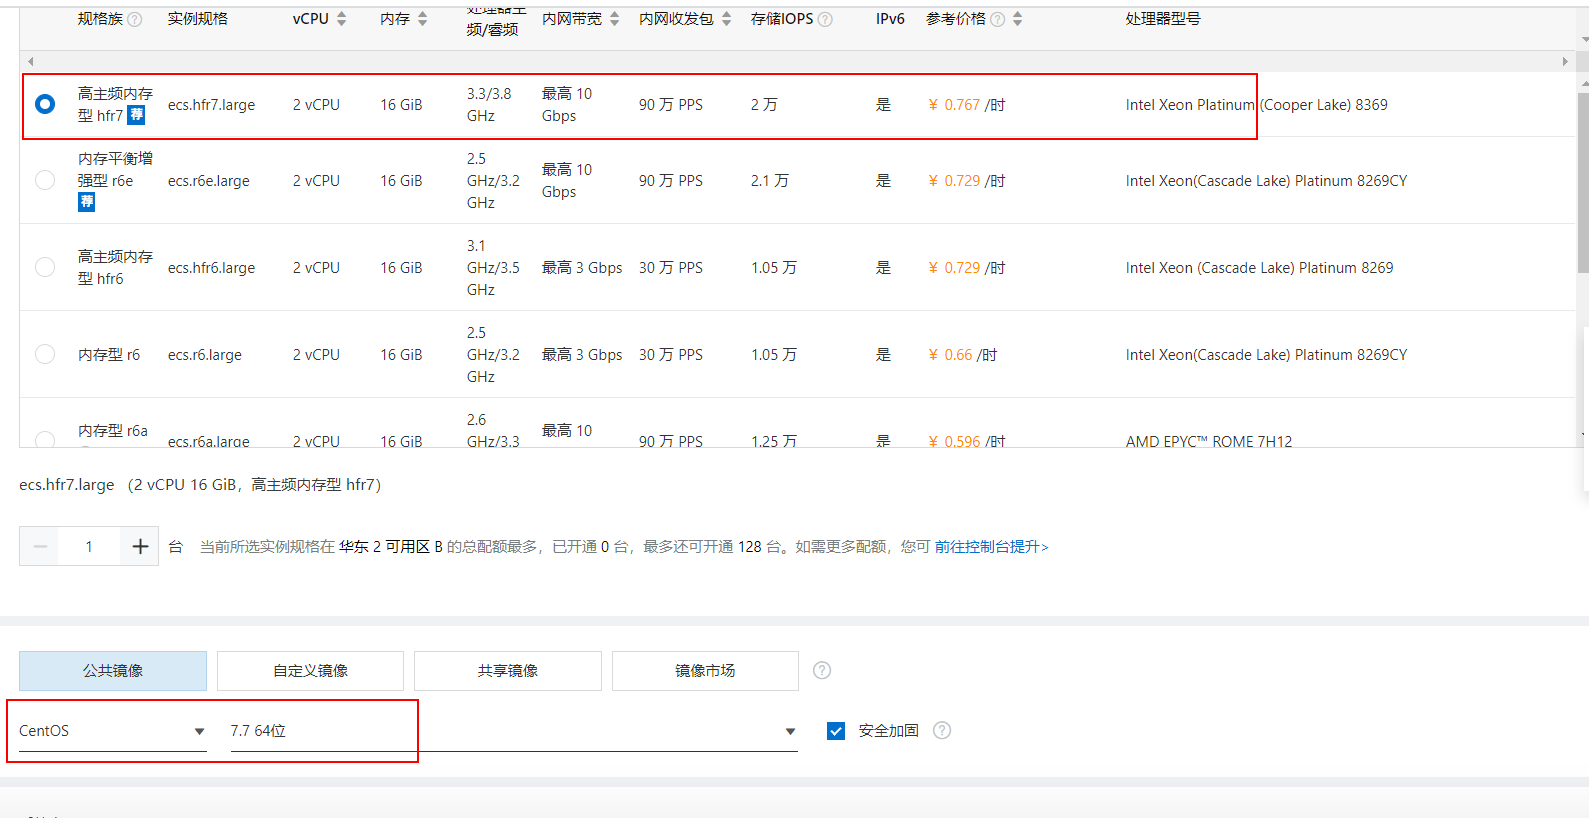 规格族 实例规格 vCPU 内存 处理器主频/睿频 内网带宽 内网收发包 存储IOPS IPv6 参考价格 处理器型号
高主频内存型 hfr7 荐 ecs.hfr7.large 2 vCPU 16 GiB 3.3/3.8 GHz 最高 10 Gbps 90 万 PPS 2 万 是 ¥ 0.767 /时 Intel Xeon Platinum (Cooper Lake) 8369
内存平衡增强型 r6e 荐 ecs.r6e.large 2 vCPU 16 GiB 2.5 GHz/3.2 GHz 最高 10 Gbps 90 万 PPS 2.1 万 是 ¥ 0.729 /时 Intel Xeon(Cascade Lake) Platinum 8269CY
高主频内存型 hfr6 ecs.hfr6.large 2 vCPU 16 GiB 3.1 GHz/3.5 GHz 最高 3 Gbps 30 万 PPS 1.05 万 是 ¥ 0.729 /时 Intel Xeon (Cascade Lake) Platinum 8269
内存型 r6 ecs.r6.large 2 vCPU 16 GiB 2.5 GHz/3.2 GHz 最高 3 Gbps 30 万 PPS 1.05 万 是 ¥ 0.66 /时 Intel Xeon(Cascade Lake) Platinum 8269CY
内存型 r6a ecs.r6a.large 2 vCPU 16 GiB 2.6 GHz/3.3 最高 10 90 万 PPS 1.25 万 是 ¥ 0.596 /时 AMD EPYC™ ROME 7H12
ecs.hfr7.large （2 vCPU 16 GiB，高主频内存型 hfr7）
1 台 当前所选实例规格在 华东 2 可用区 B 的总配额最多，已开通 0 台，最多还可开通 128 台。如需更多配额，您可 前往控制台提升>
公共镜像 自定义镜像 共享镜像 镜像市场
CentOS 7.7 64位 安全加固